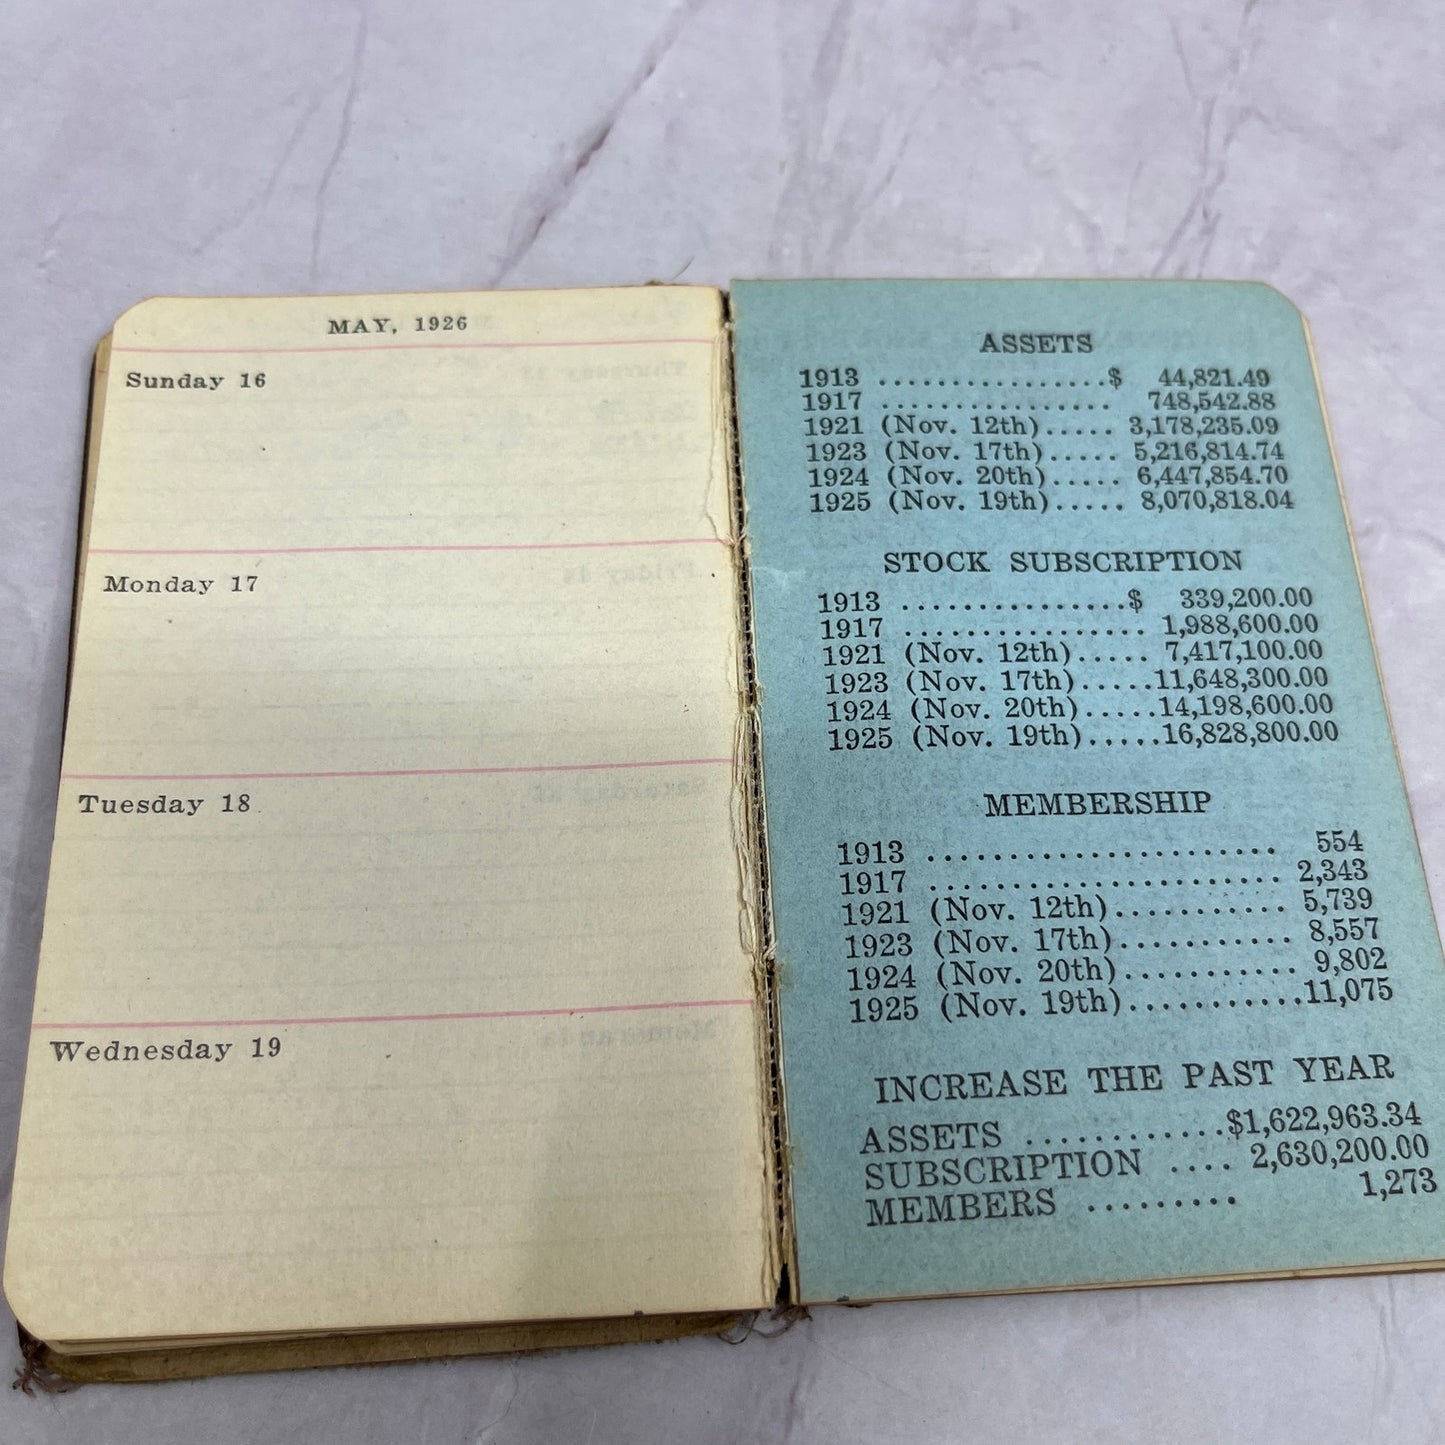 MAY, 1926
Sunday 16
Monday 17
Tuesday 18
Wednesday 19
ASSETS
1913 .................$ 44,821.49
1917 ................. 748,542.88
1921 (Nov. 12th)..... 3,178,235.09
1923 (Nov. 17th)..... 5,216,814.74
1924 (Nov. 20th)..... 6,447,854.70
1925 (Nov. 19th)..... 8,070,818.04
STOCK SUBSCRIPTION
1913 ................$ 339,200.00
1917 ................. 1,988,600.00
1921 (Nov. 12th)..... 7,417,100.00
1923 (Nov. 17th).....11,648,300.00
1924 (Nov. 20th).....14,198,600.00
1925 (Nov. 19th).....16,828,800.00
MEMBERSHIP
1913 ...................... 554
1917 ...................... 2,343
1921 (Nov. 12th)........... 5,739
1923 (Nov. 17th)........... 8,557
1924 (Nov. 20th)........... 9,802
1925 (Nov. 19th)...........11,075
INCREASE THE PAST YEAR
ASSETS ............$1,622,963.34
SUBSCRIPTION .... 2,630,200.00
MEMBERS ......... 1,273